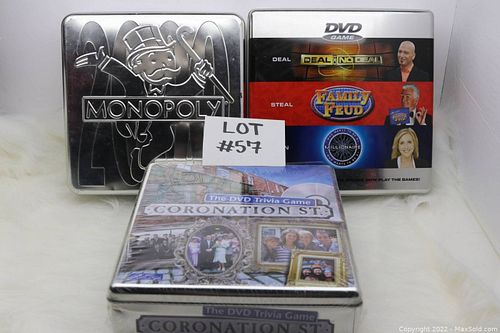 MONOPOLY
DVD
GAME
DEAL
DEAL NO DEAL
STEAL
FAMILY
FEUD
MILLIONAIRE
LOT
#57
The DVD Trivia Game
CORONATION ST.
The DVD Trivia Game
CORONATION ST.
Copyright 2022 - MaxSold.com